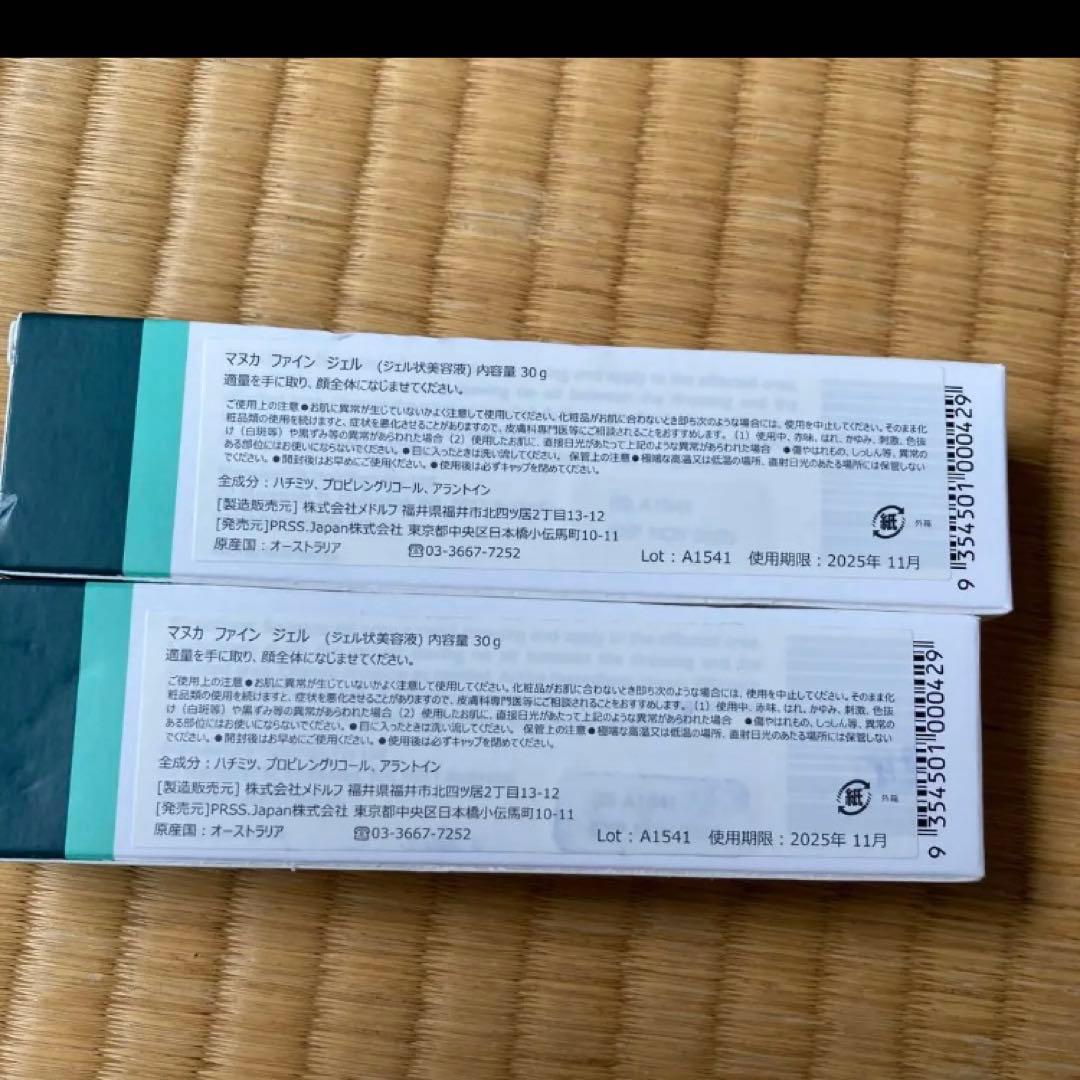 マヌカ ファイン ジェル (ジェル状美容液) 内容量 30g
適量を手に取り、顔全体になじませてください。
ご使用上の注意●お肌に異常が生じていないかよく注意して使用してください。化粧品がお肌に合わないとき即ち次のような場合には、使用を中止してください。そのまま化
粧品類の使用を続けますと、症状を悪化させることがありますので、皮膚科専門医等にご相談されることをおすすめします。(1) 使用中、赤味、はれ、かゆみ、刺激、色抜
け(白斑等)や黒ずみ等の異常があらわれた場合 (2) 使用したお肌に、直接日光があたって上記のような異常があらわれた場合 ●傷やはれもの、しっしん等、異常の
ある部位にはお使いにならないでください。●目に入ったときは洗い流してください。 保管上の注意●極端な高温又は低温の場所、直射日光のあたる場所には保管しない
でください。●開封後はお早めにご使用ください。●使用後は必ずキャップを閉めてください。
全成分：ハチミツ、プロピレングリコール、アラントイン
[製造販売元] 株式会社メドルフ 福井県福井市北四ツ居2丁目13-12
[発売元]PRSS.Japan株式会社 東京都中央区日本橋小伝馬町10-11
原産国：オーストラリア ☎03-3667-7252
Lot：A1541 使用期限：2025年 11月
紙 外箱
9 354501 000429
マヌカ ファイン ジェル (ジェル状美容液) 内容量 30g
適量を手に取り、顔全体になじませてください。
ご使用上の注意●お肌に異常が生じていないかよく注意して使用してください。化粧品がお肌に合わないとき即ち次のような場合には、使用を中止してください。そのまま化
粧品類の使用を続けますと、症状を悪化させることがありますので、皮膚科専門医等にご相談されることをおすすめします。(1) 使用中、赤味、はれ、かゆみ、刺激、色抜
け(白斑等)や黒ずみ等の異常があらわれた場合 (2) 使用したお肌に、直接日光があたって上記のような異常があらわれた場合 ●傷やはれもの、しっしん等、異常の
ある部位にはお使いにならないでください。●目に入ったときは洗い流してください。 保管上の注意●極端な高温又は低温の場所、直射日光のあたる場所には保管しない
でください。●開封後はお早めにご使用ください。●使用後は必ずキャップを閉めてください。
全成分：ハチミツ、プロピレングリコール、アラントイン
[製造販売元] 株式会社メドルフ 福井県福井市北四ツ居2丁目13-12
[発売元]PRSS.Japan株式会社 東京都中央区日本橋小伝馬町10-11
原産国：オーストラリア ☎03-3667-7252
Lot：A1541 使用期限：2025年 11月
紙 外箱
9 354501 000429